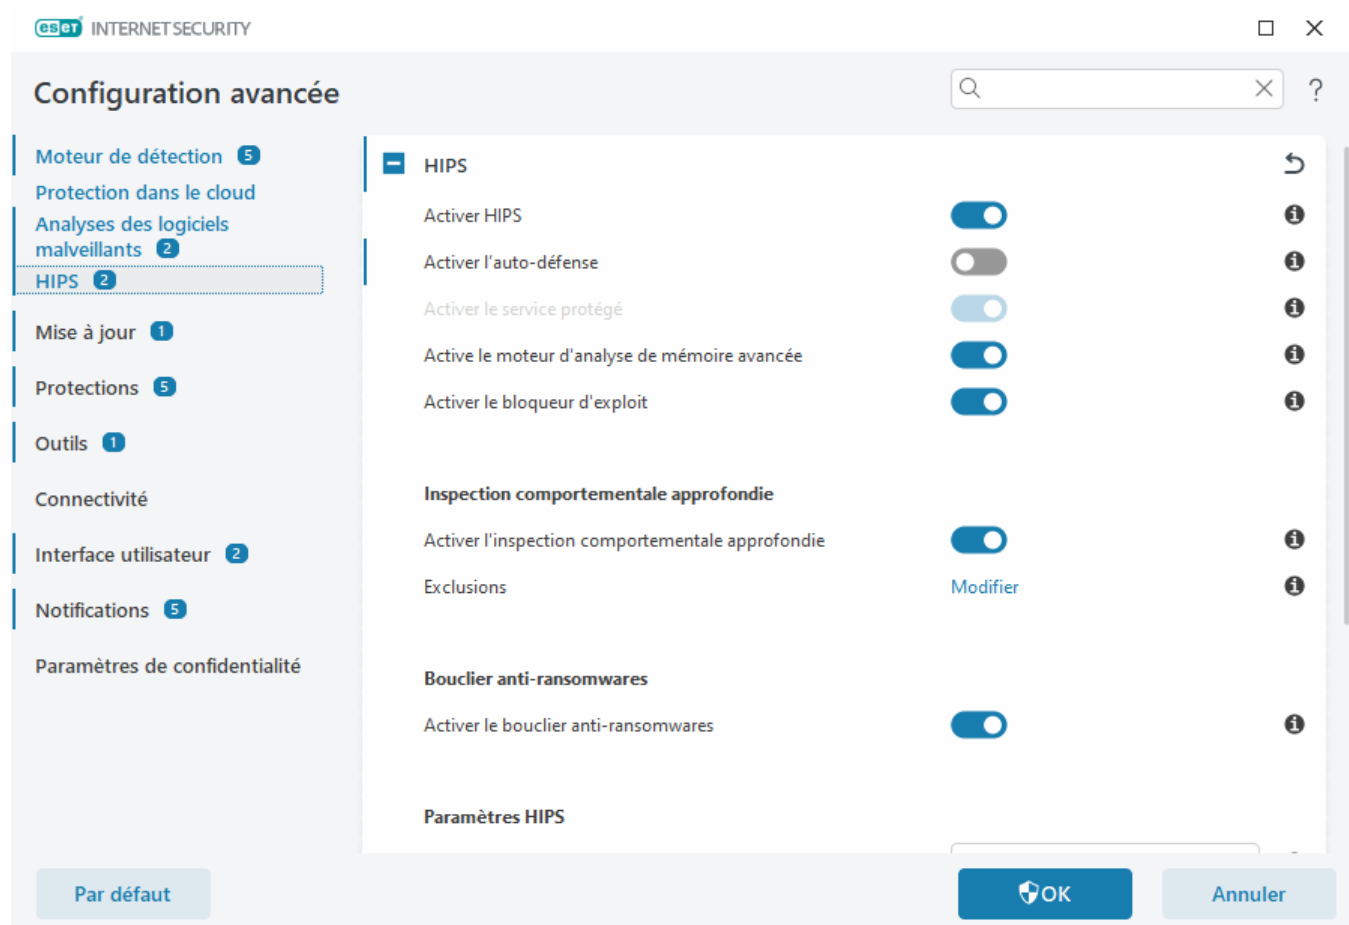 eset INTERNET SECURITY
Configuration avancée
?
Moteur de détection 5
Protection dans le cloud
Analyses des logiciels
malveillants 2
HIPS 2
Mise à jour 1
Protections 5
Outils 1
Connectivité
Interface utilisateur 2
Notifications 5
Paramètres de confidentialité
HIPS
Activer HIPS
Activer l'auto-défense
Activer le service protégé
Active le moteur d'analyse de mémoire avancée
Activer le bloqueur d'exploit
Inspection comportementale approfondie
Activer l'inspection comportementale approfondie
Exclusions Modifier
Bouclier anti-ransomwares
Activer le bouclier anti-ransomwares
Paramètres HIPS
Par défaut
OK
Annuler